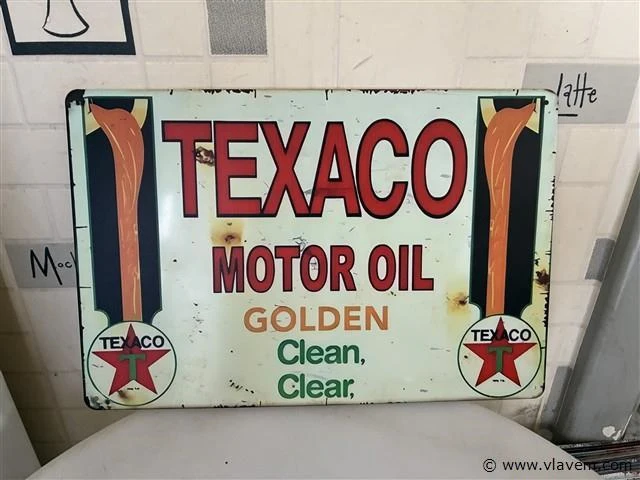 latte
TEXACO
MOTOR OIL
GOLDEN
Clean,
Clear,
TEXACO
T
TEXACO
T
© www.vlavem.com